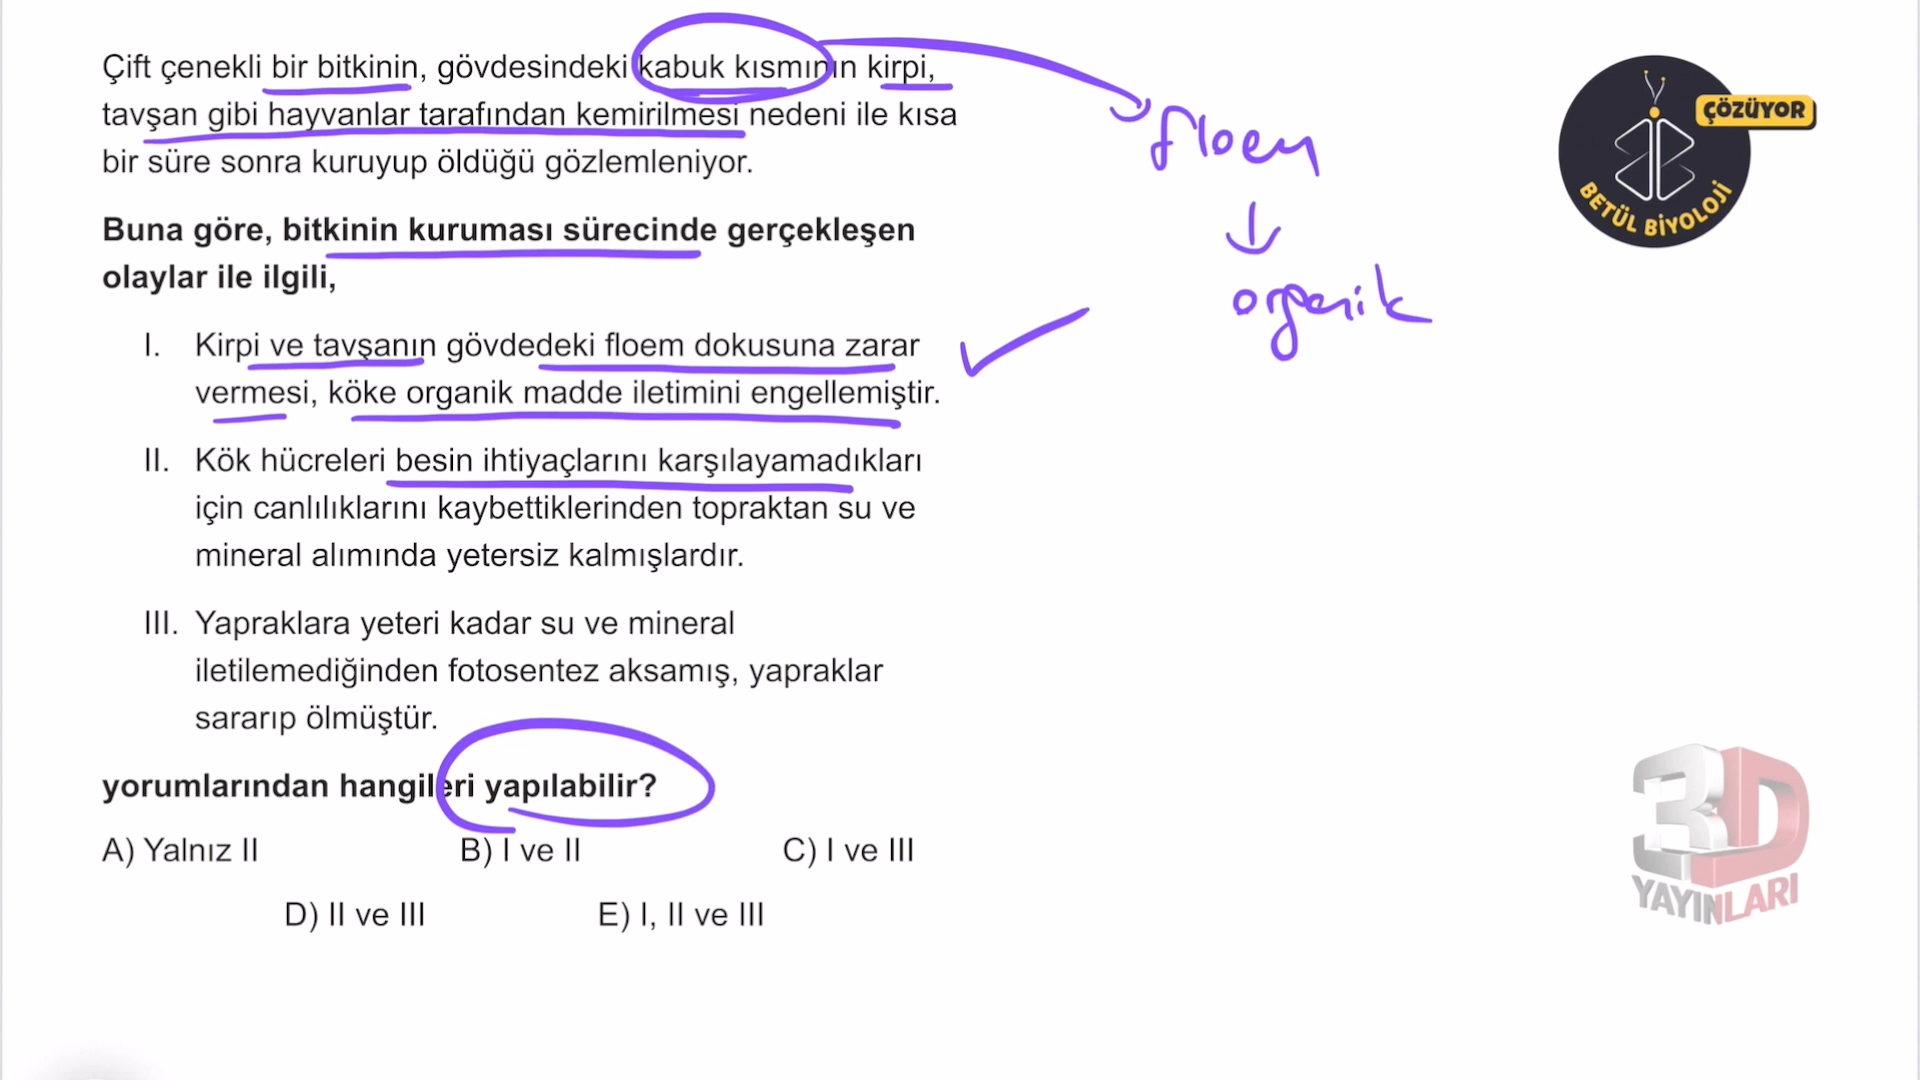 Çift çenekli bir bitkinin, gövdesindeki kabuk kısmının kirpi,
tavşan gibi hayvanlar tarafından kemirilmesi nedeni ile kısa
bir süre sonra kuruyup öldüğü gözlemleniyor.
Buna göre, bitkinin kuruması sürecinde gerçekleşen
olaylar ile ilgili,
I. Kirpi ve tavşanın gövdedeki floem dokusuna zarar
vermesi, köke organik madde iletimini engellemiştir.
II. Kök hücreleri besin ihtiyaçlarını karşılayamadıkları
için canlılıklarını kaybettiklerinden topraktan su ve
mineral alımında yetersiz kalmışlardır.
III. Yapraklara yeteri kadar su ve mineral
iletilemediğinden fotosentez aksamış, yapraklar
sararıp ölmüştür.
yorumlarından hangileri yapılabilir?
A) Yalnız II B) I ve II C) I ve III
D) II ve III E) I, II ve III
floem
organik
ÇÖZÜYOR
BETÜL BİYOLOJİ
3D
YAYINLARI